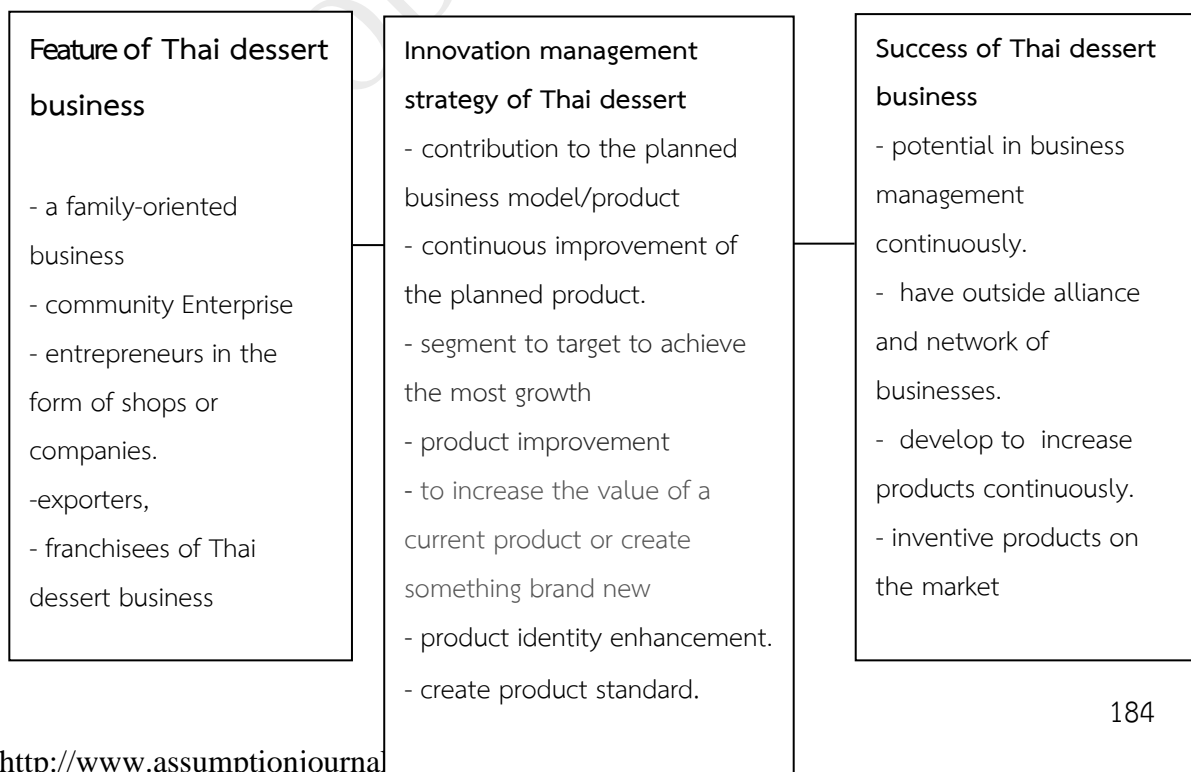 Feature of Thai dessert
business
- a family-oriented
business
- community Enterprise
- entrepreneurs in the
form of shops or
companies.
-exporters,
- franchisees of Thai
dessert business
Innovation management
strategy of Thai dessert
- contribution to the planned
business model/product
- continuous improvement of
the planned product.
- segment to target to achieve
the most growth
- product improvement
- to increase the value of a
current product or create
something brand new
- product identity enhancement.
- create product standard.
Success of Thai dessert
business
- potential in business
management
continuously.
- have outside alliance
and network of
businesses.
- develop to increase
products continuously.
- inventive products on
the market
184
http://www.assumptionjournal